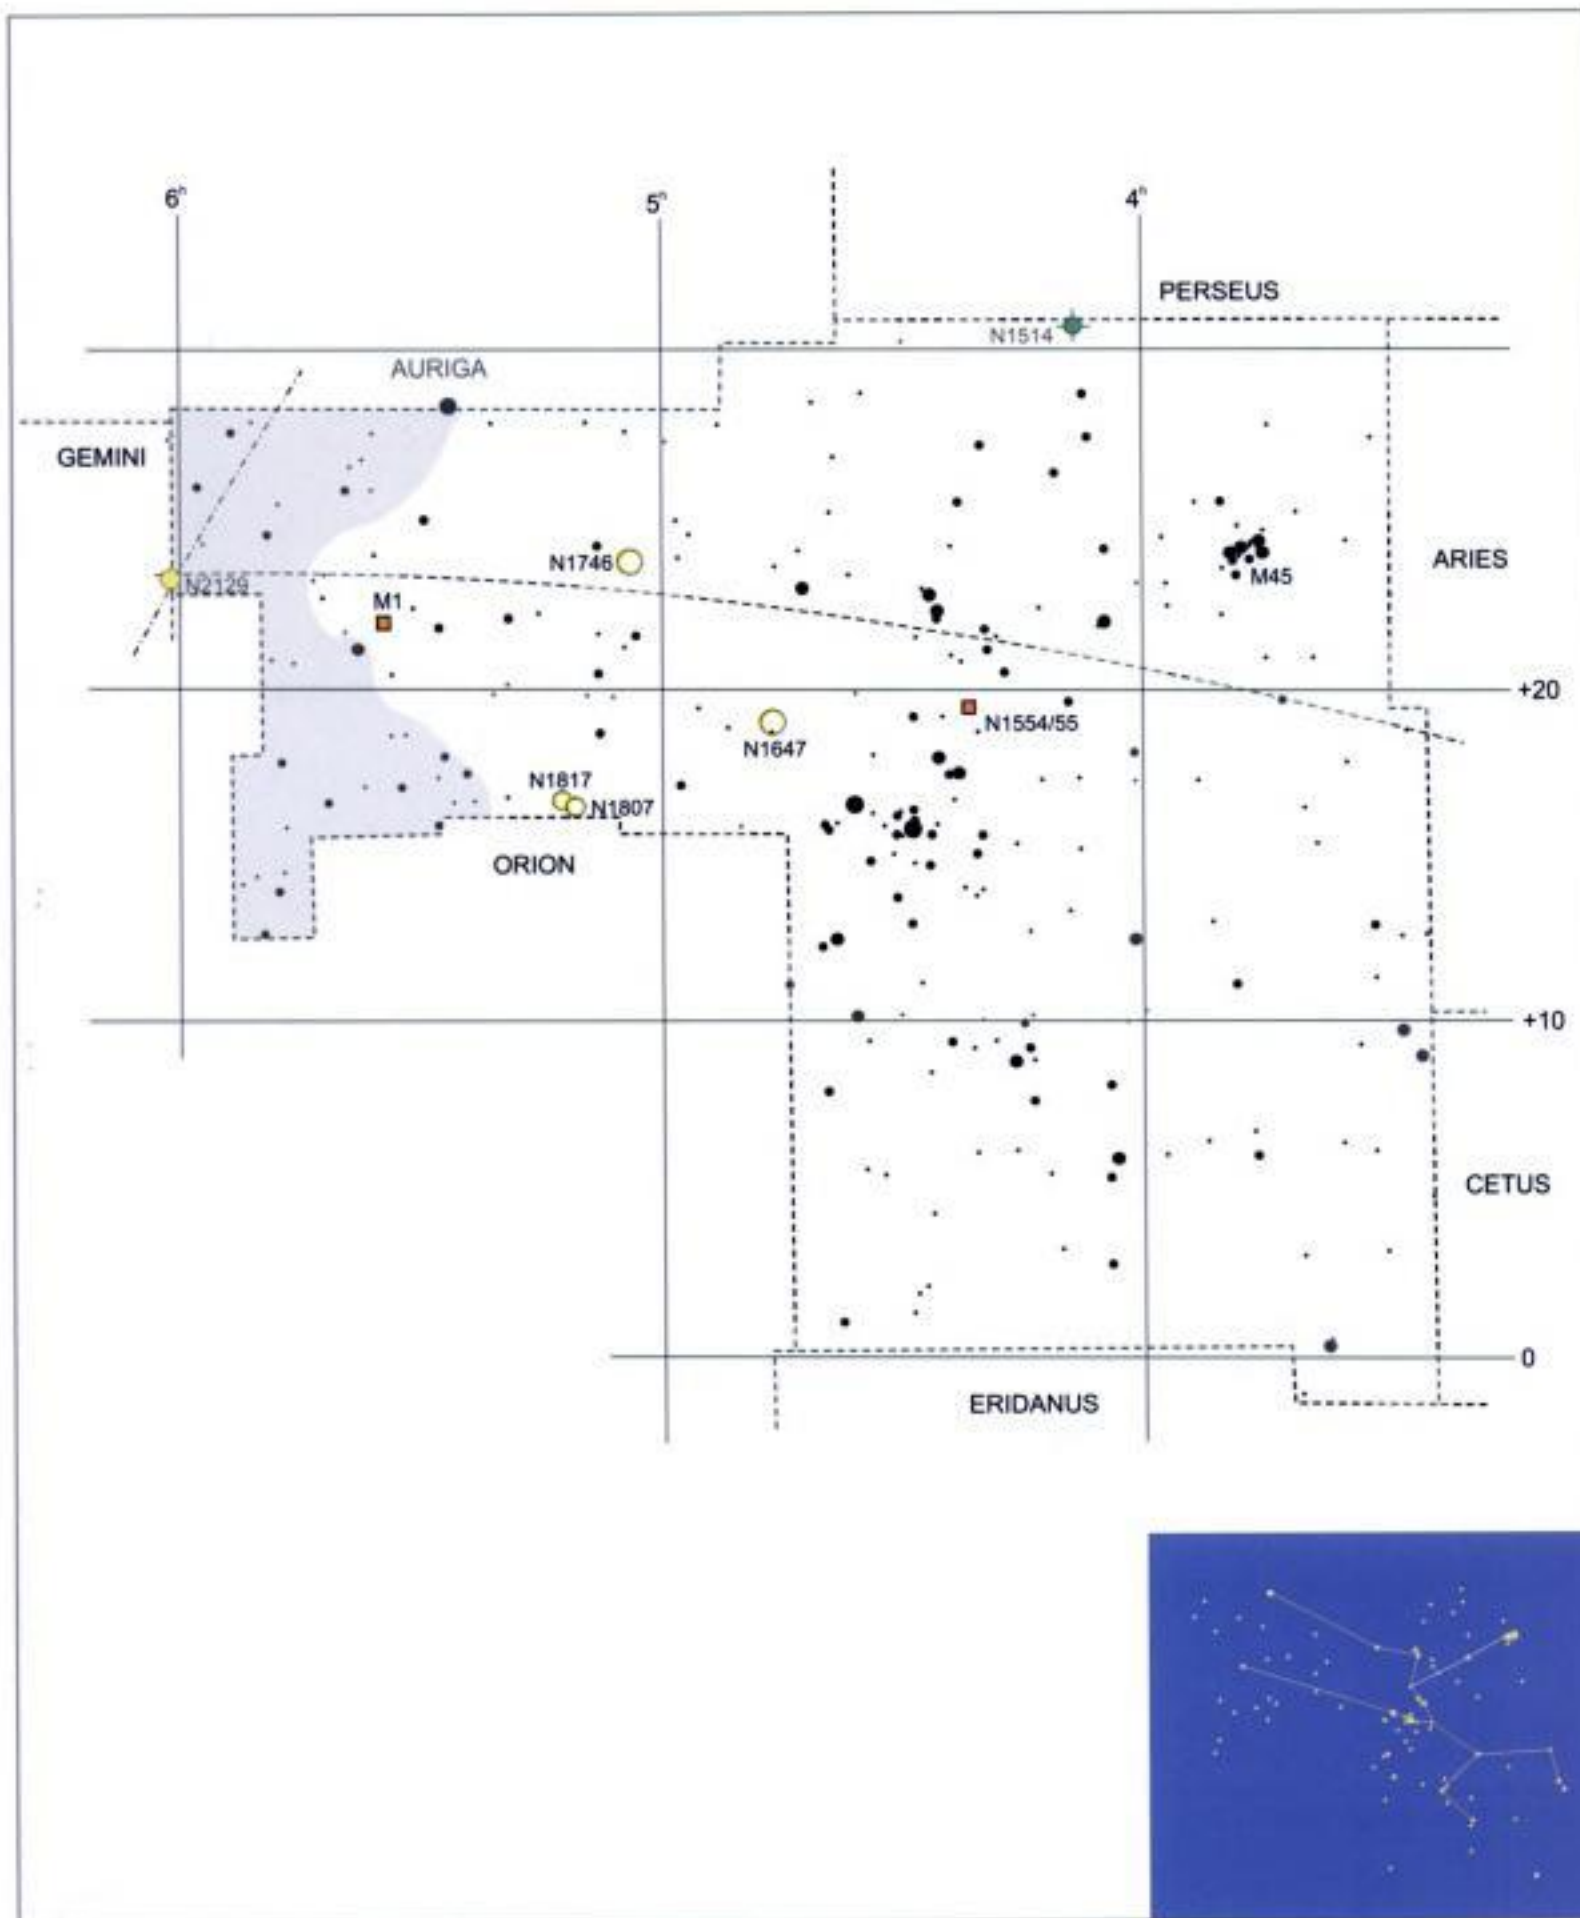 6h
5h
4h
PERSEUS
N1514
AURIGA
GEMINI
N1746
ARIES
M45
N2129
M1
+20
N1554/55
N1647
N1817
N1807
ORION
+10
CETUS
0
ERIDANUS